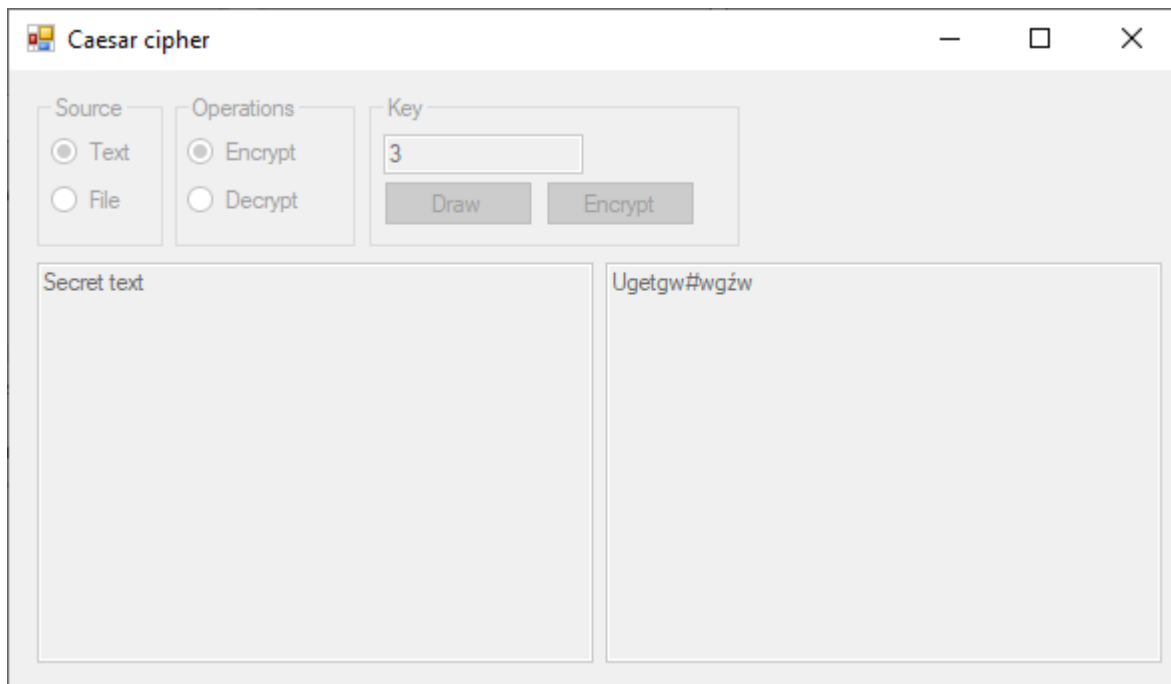 Caesar cipher
Source
Operations
Key
Text
Encrypt
3
File
Decrypt
Draw
Encrypt
Secret text
Ugetgw#wgźw